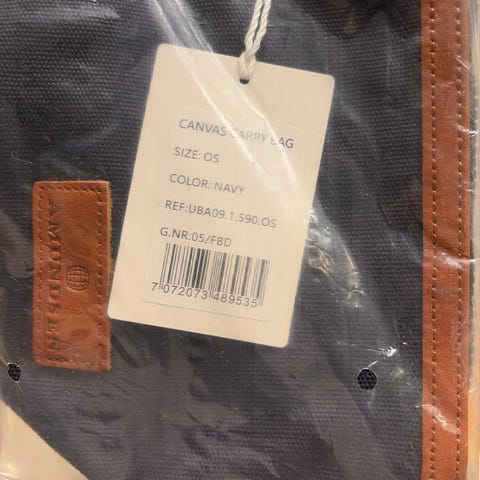 CANVAS CARRY BAG
SIZE: OS
COLOR: NAVY
REF:UBA09.1.590.OS
G.NR:05/FBD
7 072073 489535
AMUNDSEN